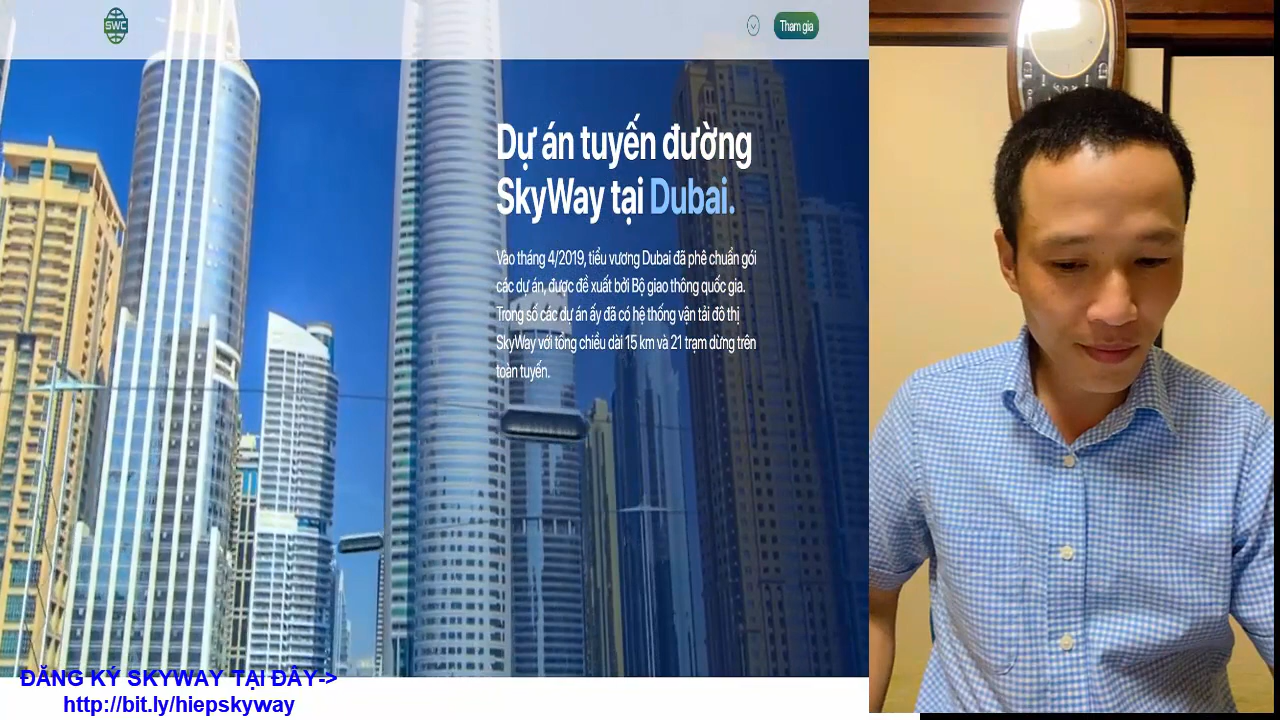 SWC
Tham gia
Dự án tuyến đường
SkyWay tại Dubai.
Vào tháng 4/2019, tiểu vương Dubai đã phê chuẩn gói
các dự án, được đề xuất bởi Bộ giao thông quốc gia.
Trong số các dự án ấy đã có hệ thống vận tải đô thị
SkyWay với tổng chiều dài 15 km và 21 trạm dừng trên
toàn tuyến.
ĐĂNG KÝ SKYWAY TẠI ĐÂY->
http://bit.ly/hiepskyway